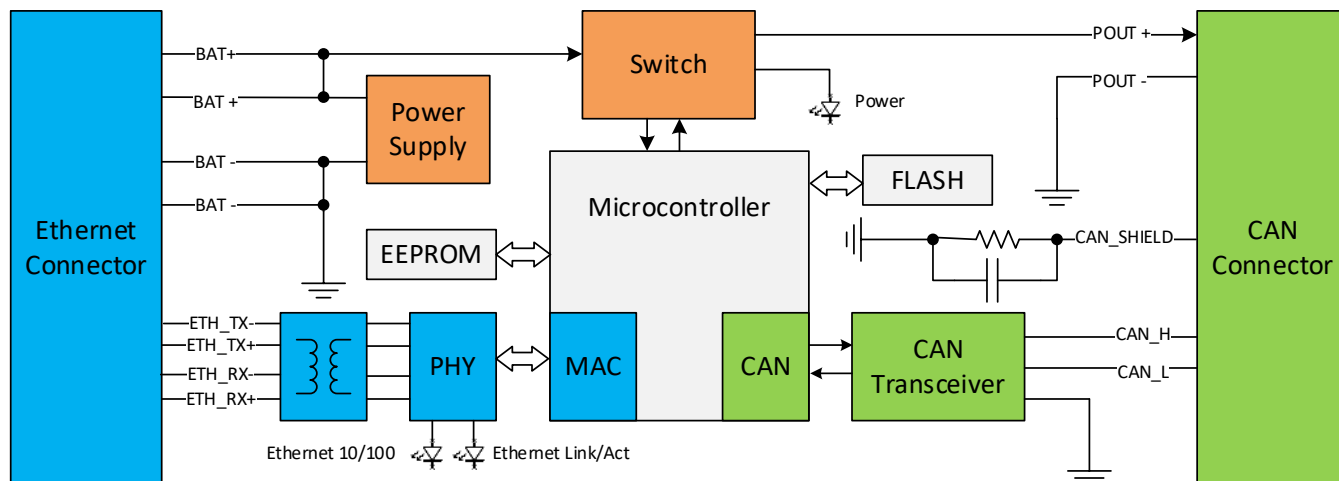 BAT+
BAT +
BAT -
BAT -
Ethernet
Connector
ETH_TX-
ETH_TX+
ETH_RX-
ETH_RX+
Power
Supply
Switch
Power
POUT +
POUT -
Microcontroller
FLASH
EEPROM
CAN_SHIELD
CAN
Connector
PHY
MAC
CAN
CAN
Transceiver
CAN_H
CAN_L
Ethernet 10/100
Ethernet Link/Act